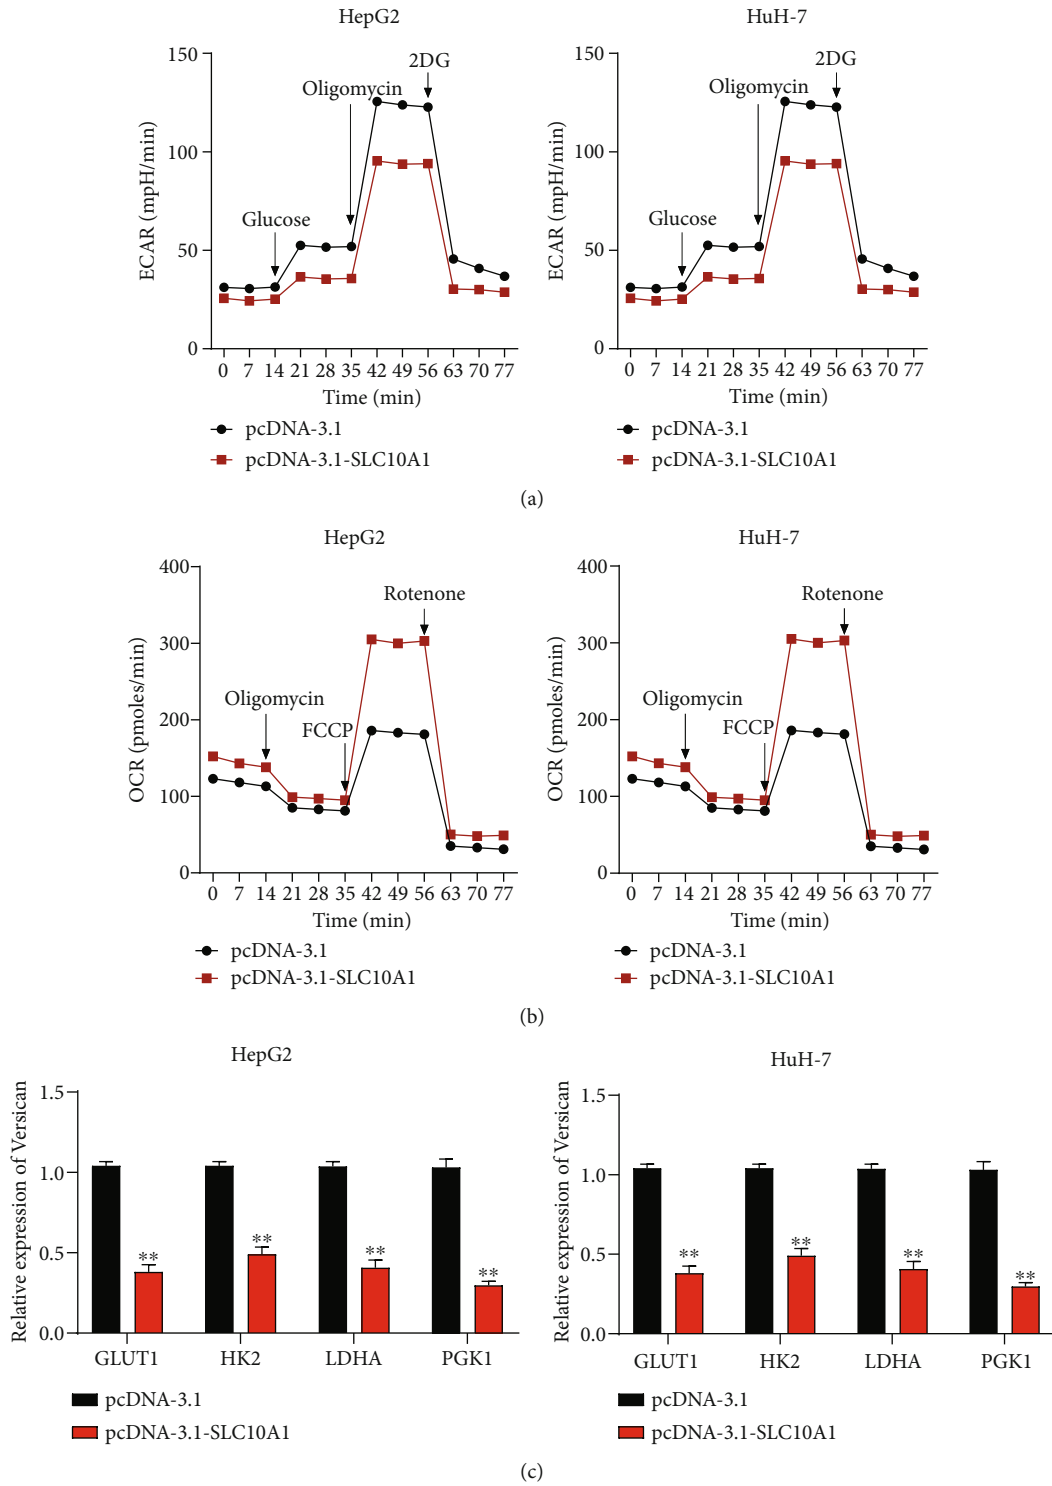 HepG2
HuH-7
ECAR (mpH/min)
150
100
50
0
Glucose
Oligomycin
2DG
0 7 14 21 28 35 42 49 56 63 70 77
Time (min)
pcDNA-3.1
pcDNA-3.1-SLC10A1
ECAR (mpH/min)
150
100
50
0
Glucose
Oligomycin
2DG
0 7 14 21 28 35 42 49 56 63 70 77
Time (min)
pcDNA-3.1
pcDNA-3.1-SLC10A1
(a)
HepG2
HuH-7
OCR (pmoles/min)
400
300
200
100
0
Oligomycin
FCCP
Rotenone
0 7 14 21 28 35 42 49 56 63 70 77
Time (min)
pcDNA-3.1
pcDNA-3.1-SLC10A1
OCR (pmoles/min)
400
300
200
100
0
Oligomycin
FCCP
Rotenone
0 7 14 21 28 35 42 49 56 63 70 77
Time (min)
pcDNA-3.1
pcDNA-3.1-SLC10A1
(b)
HepG2
HuH-7
Relative expression of Versican
1.5
1.0
0.5
0.0
** ** ** **
GLUT1 HK2 LDHA PGK1
pcDNA-3.1
pcDNA-3.1-SLC10A1
Relative expression of Versican
1.5
1.0
0.5
0.0
** ** ** **
GLUT1 HK2 LDHA PGK1
pcDNA-3.1
pcDNA-3.1-SLC10A1
(c)